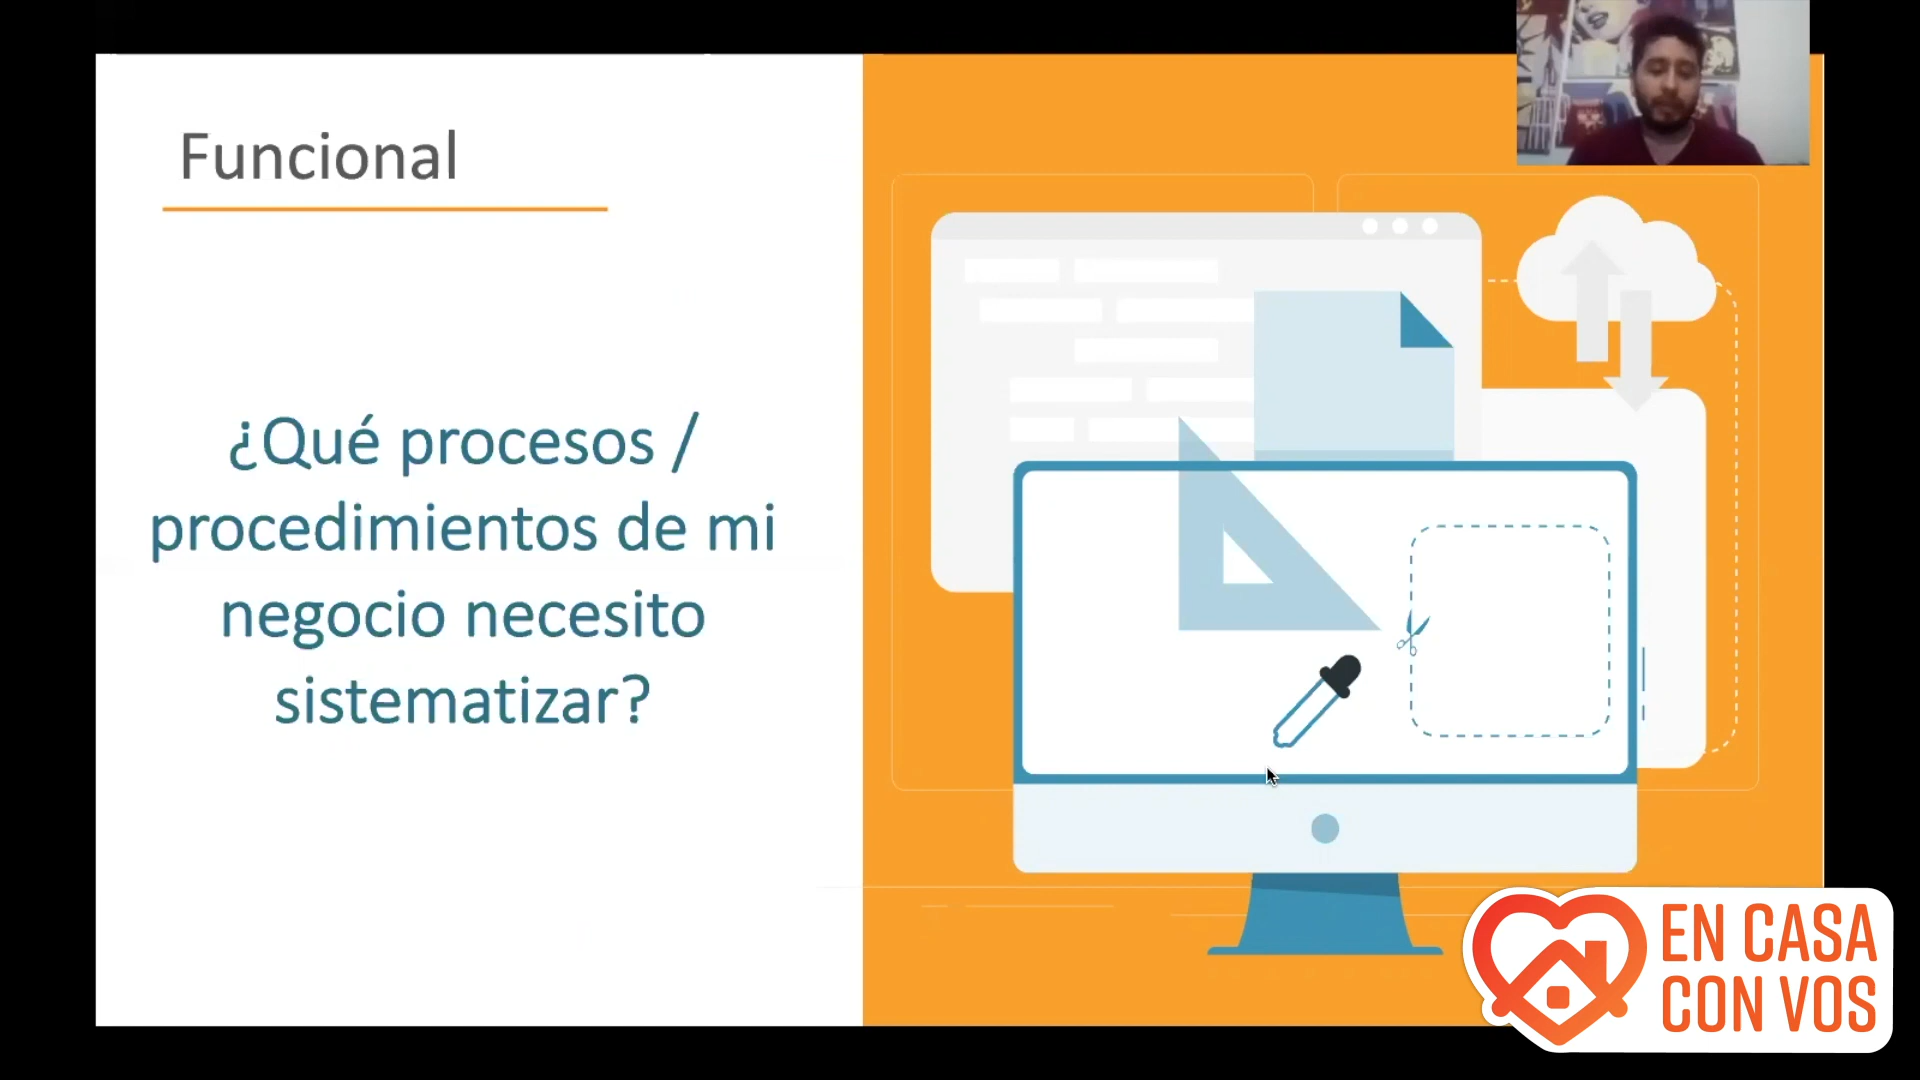 Funcional
¿Qué procesos /
procedimientos de mi
negocio necesito
sistematizar?
EN CASA
CON VOS